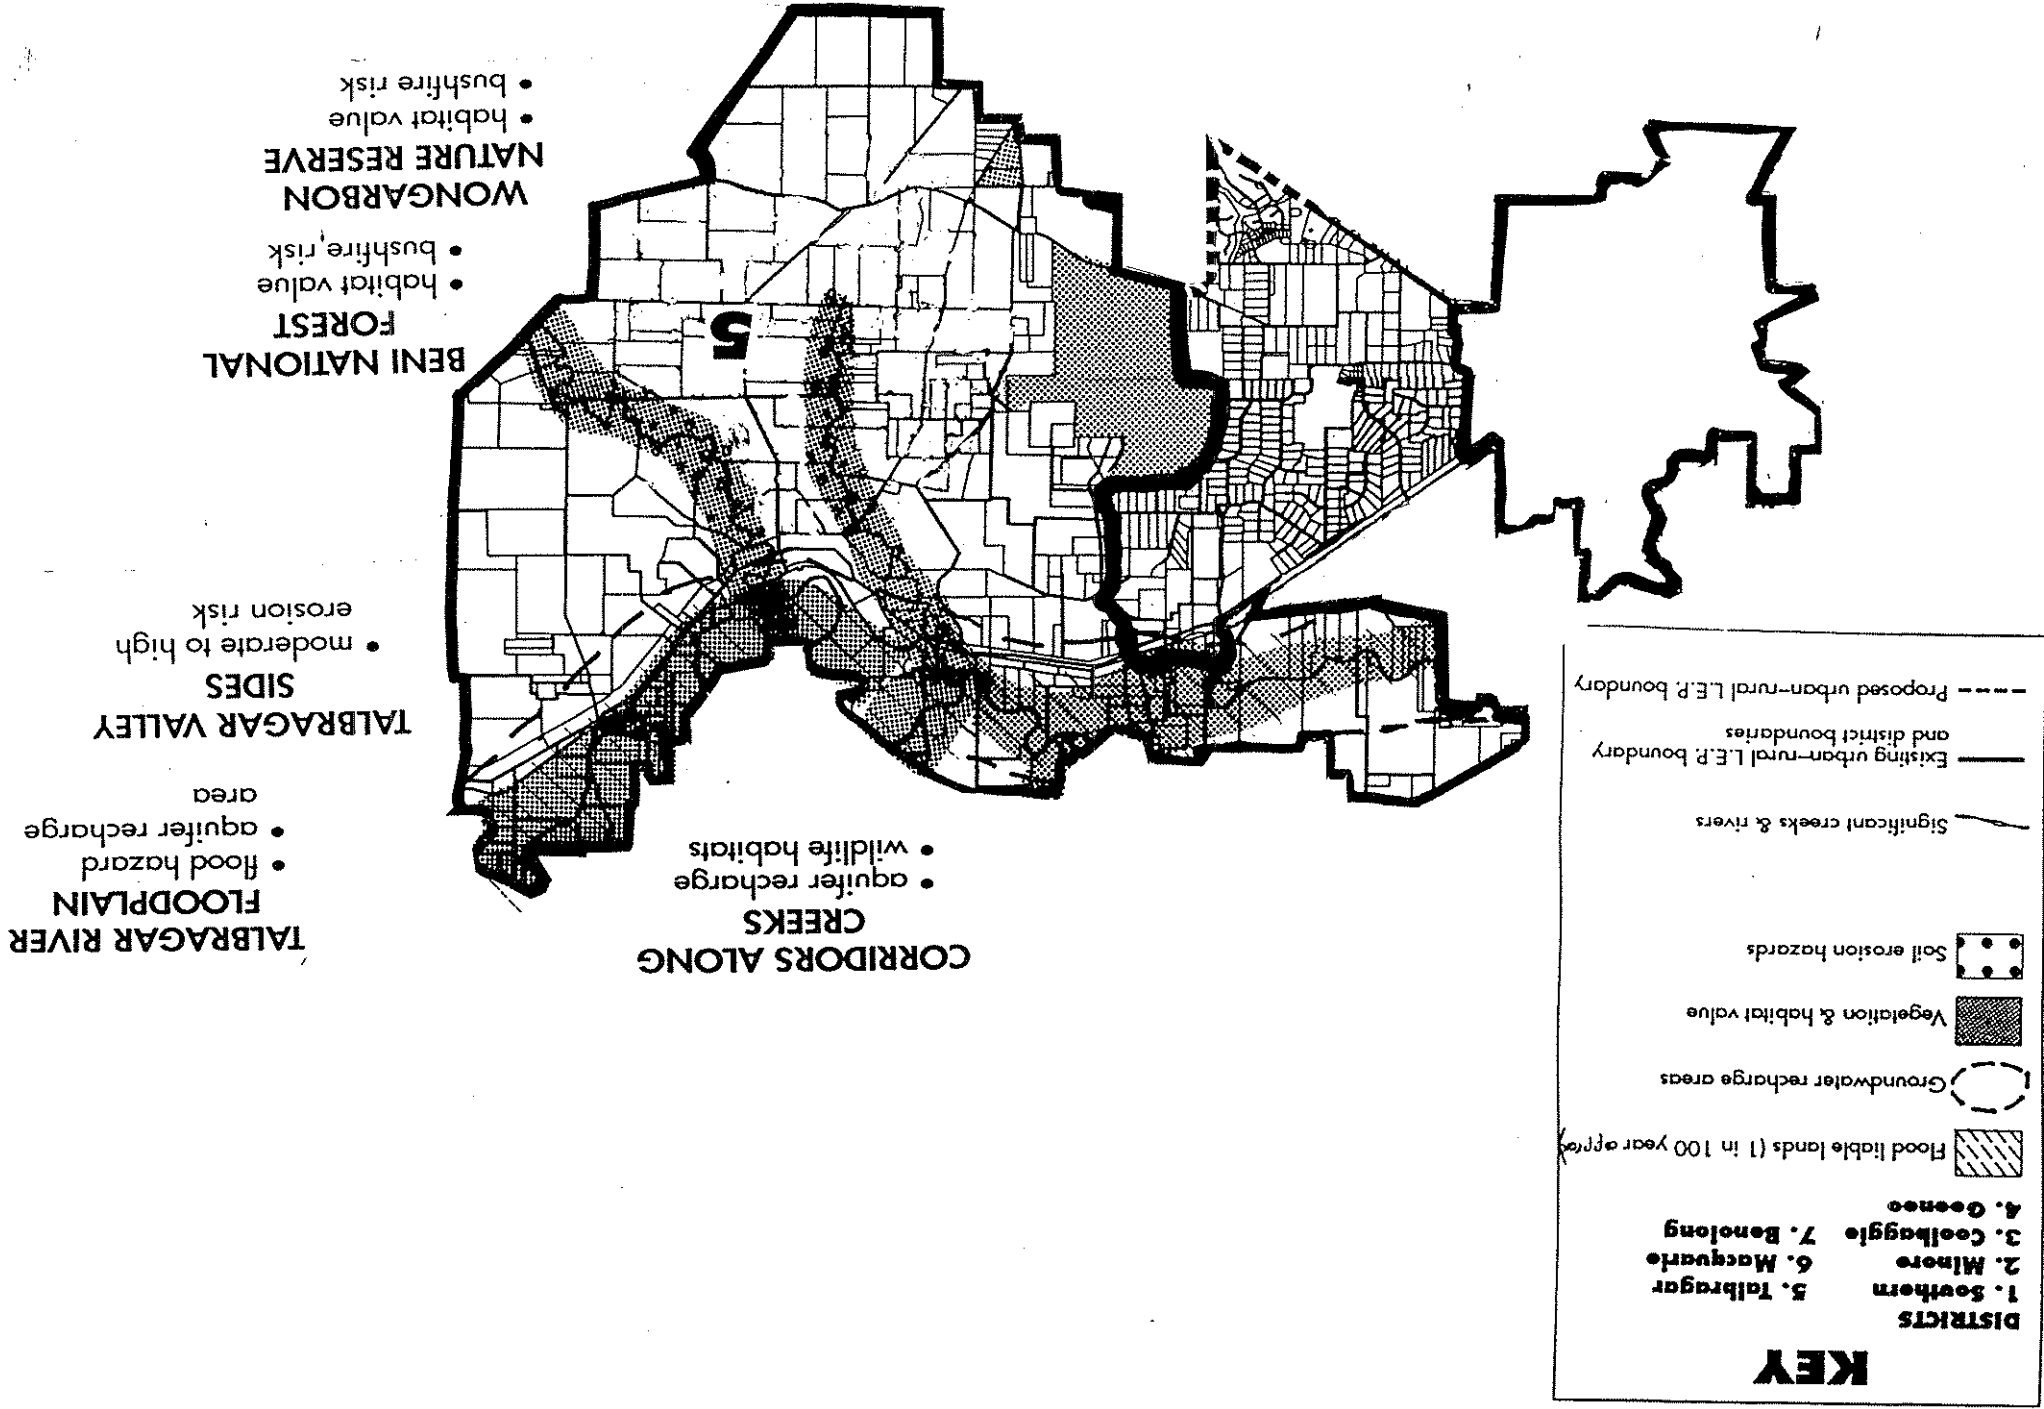 KEY
DISTRICTS
1. Southern 5. Talbragar
2. Minore 6. Macquarie
3. Coolbaggie 7. Benolong
4. Geenee
Flood liable lands (1 in 100 year approx)
Groundwater recharge areas
Vegetation & habitat value
Soil erosion hazards
Significant creeks & rivers
Existing urban-rural L.E.P. boundary
and district boundaries
Proposed urban-rural L.E.P. boundary
CORRIDORS ALONG
CREEKS
• aquifer recharge
• wildlife habitats
TALBRAGAR RIVER
FLOODPLAIN
• flood hazard
• aquifer recharge
area
TALBRAGAR VALLEY
SIDES
• moderate to high
erosion risk
5
BENI NATIONAL
FOREST
• habitat value
• bushfire risk
WONGARBON
NATURE RESERVE
• habitat value
• bushfire risk